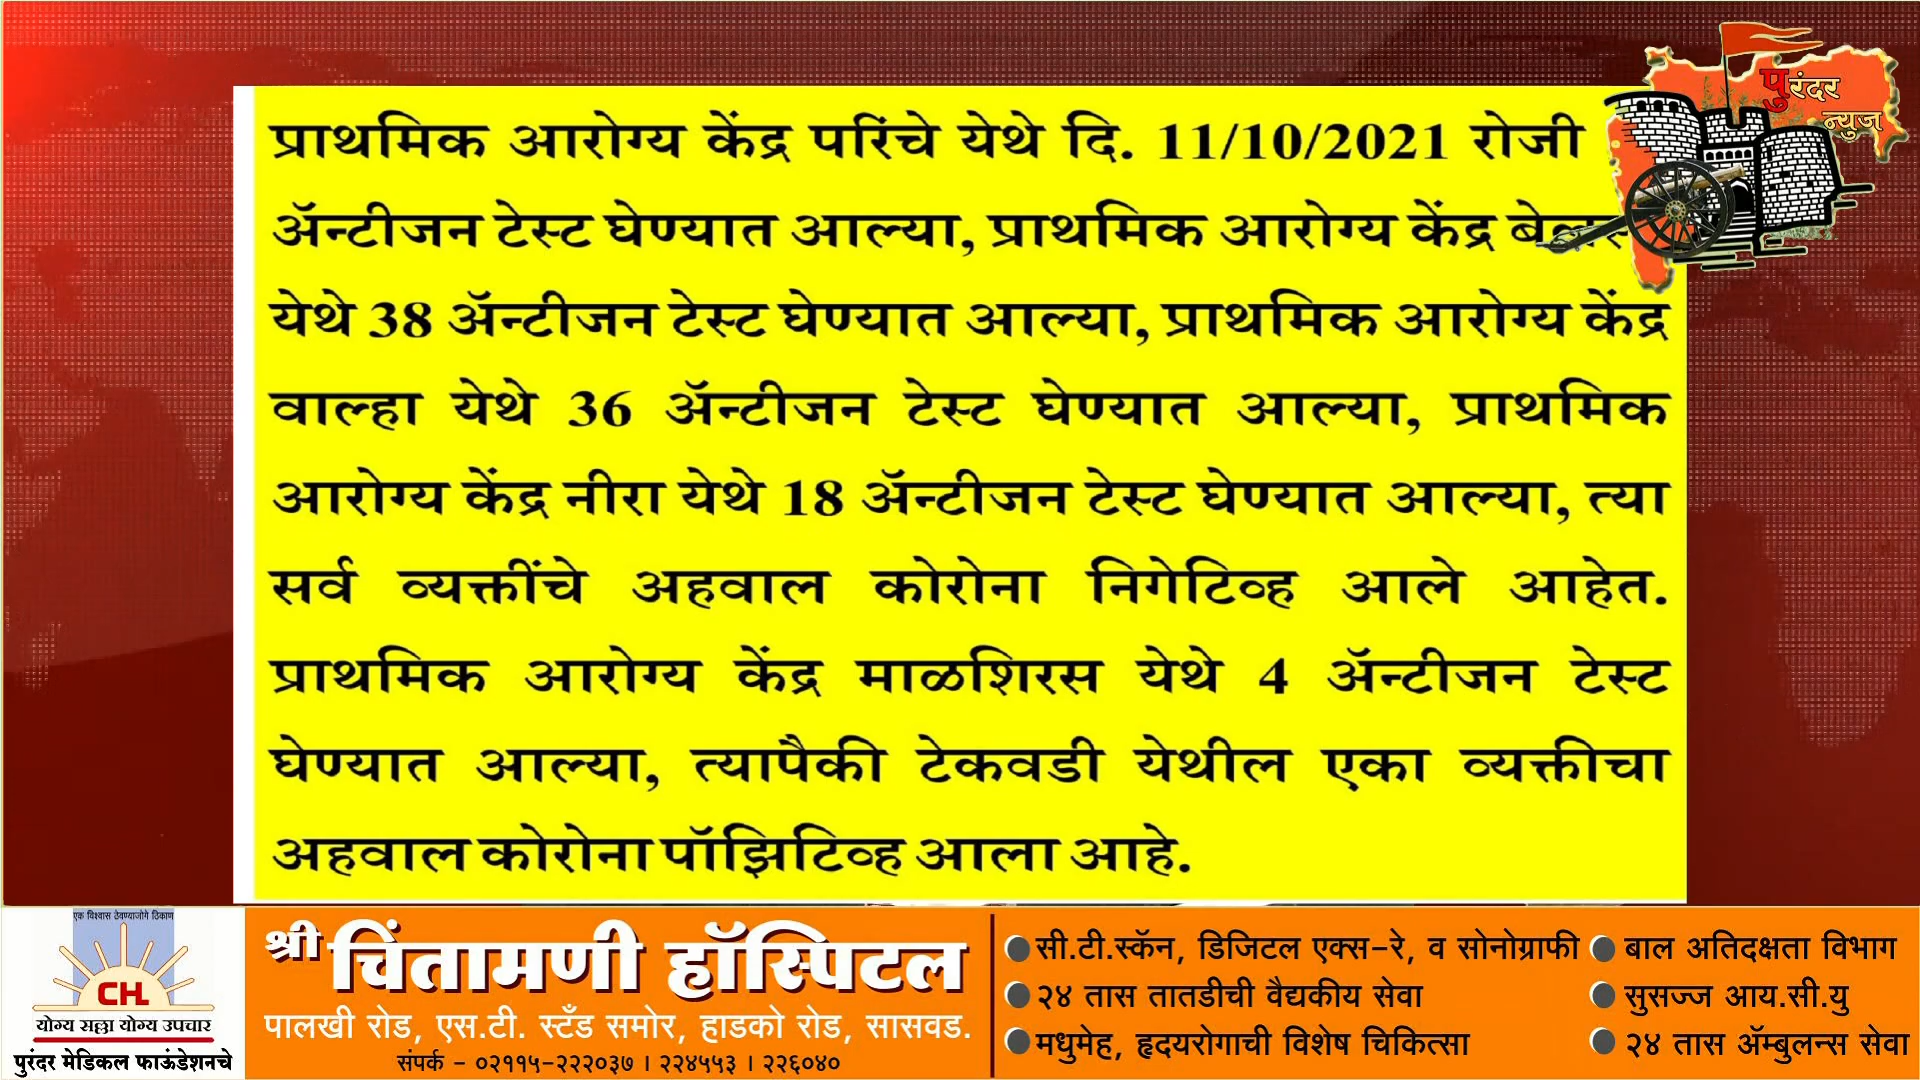 प्राथमिक आरोग्य केंद्र परिंचे येथे दि. 11/10/2021 रोजी
ॲन्टीजन टेस्ट घेण्यात आल्या, प्राथमिक आरोग्य केंद्र
येथे 38 ॲन्टीजन टेस्ट घेण्यात आल्या, प्राथमिक आरोग्य केंद्र
वाल्हा येथे 36 ॲन्टीजन टेस्ट घेण्यात आल्या, प्राथमिक
आरोग्य केंद्र नीरा येथे 18 ॲन्टीजन टेस्ट घेण्यात आल्या, त्या
सर्व व्यक्तींचे अहवाल कोरोना निगेटिव्ह आले आहेत.
प्राथमिक आरोग्य केंद्र माळशिरस येथे 4 ॲन्टीजन टेस्ट
घेण्यात आल्या, त्यापैकी टेकवडी येथील एका व्यक्तीचा
अहवाल कोरोना पॉझिटिव्ह आला आहे.
पुरंदर
न्युज
एक विश्वास ठेवण्याजोगे ठिकाण
CH
योग्य सल्ला योग्य उपचार
पुरंदर मेडिकल फाऊंडेशनचे
श्री चिंतामणी हॉस्पिटल
पालखी रोड, एस.टी. स्टँड समोर, हाडको रोड, सासवड.
संपर्क - ०२११५-२२२०३७ । २२४५५३ । २२६०४०
सी.टी.स्कॅन, डिजिटल एक्स-रे, व सोनोग्राफी
२४ तास तातडीची वैद्यकीय सेवा
मधुमेह, हृदयरोगाची विशेष चिकित्सा
बाल अतिदक्षता विभाग
सुसज्ज आय.सी.यु
२४ तास ॲम्बुलन्स सेवा